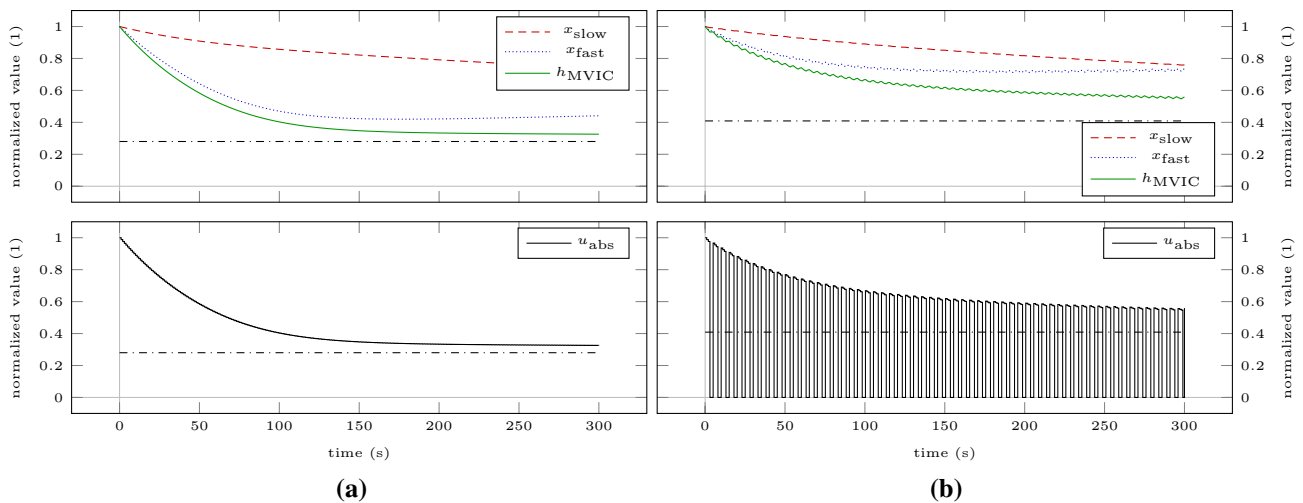 normalized value (1)
1
0.8
0.6
0.4
0.2
0
x_slow
x_fast
h_MVIC
x_slow
x_fast
h_MVIC
1
0.8
0.6
0.4
0.2
0
normalized value (1)
normalized value (1)
1
0.8
0.6
0.4
0.2
0
u_abs
u_abs
1
0.8
0.6
0.4
0.2
0
normalized value (1)
0 50 100 150 200 250 300
0 50 100 150 200 250 300
time (s)
time (s)
(a)
(b)